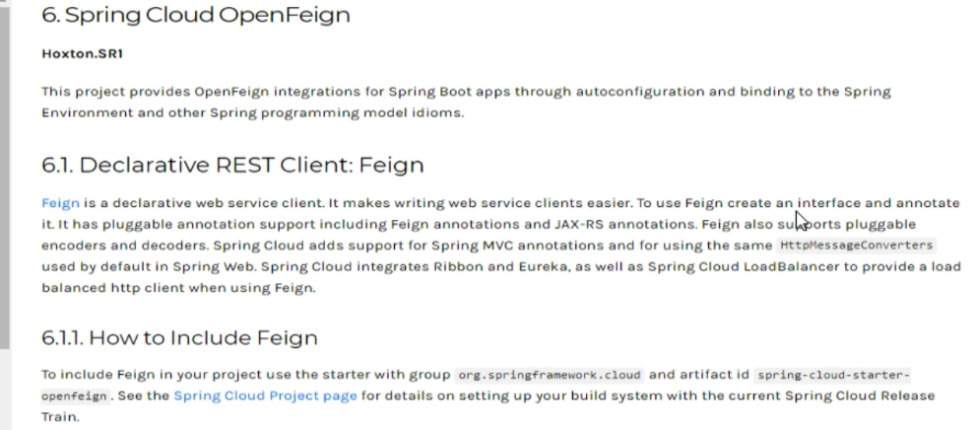 6. Spring Cloud OpenFeign
Hoxton.SR1
This project provides OpenFeign integrations for Spring Boot apps through autoconfiguration and binding to the Spring
Environment and other Spring programming model idioms.
6.1. Declarative REST Client: Feign
Feign is a declarative web service client. It makes writing web service clients easier. To use Feign create an interface and annotate
it. It has pluggable annotation support including Feign annotations and JAX-RS annotations. Feign also supports pluggable
encoders and decoders. Spring Cloud adds support for Spring MVC annotations and for using the same HttpMessageConverters
used by default in Spring Web. Spring Cloud integrates Ribbon and Eureka, as well as Spring Cloud LoadBalancer to provide a load
balanced http client when using Feign.
6.1.1. How to Include Feign
To include Feign in your project use the starter with group org.springframework.cloud and artifact id spring-cloud-starter-
openfeign. See the Spring Cloud Project page for details on setting up your build system with the current Spring Cloud Release
Train.